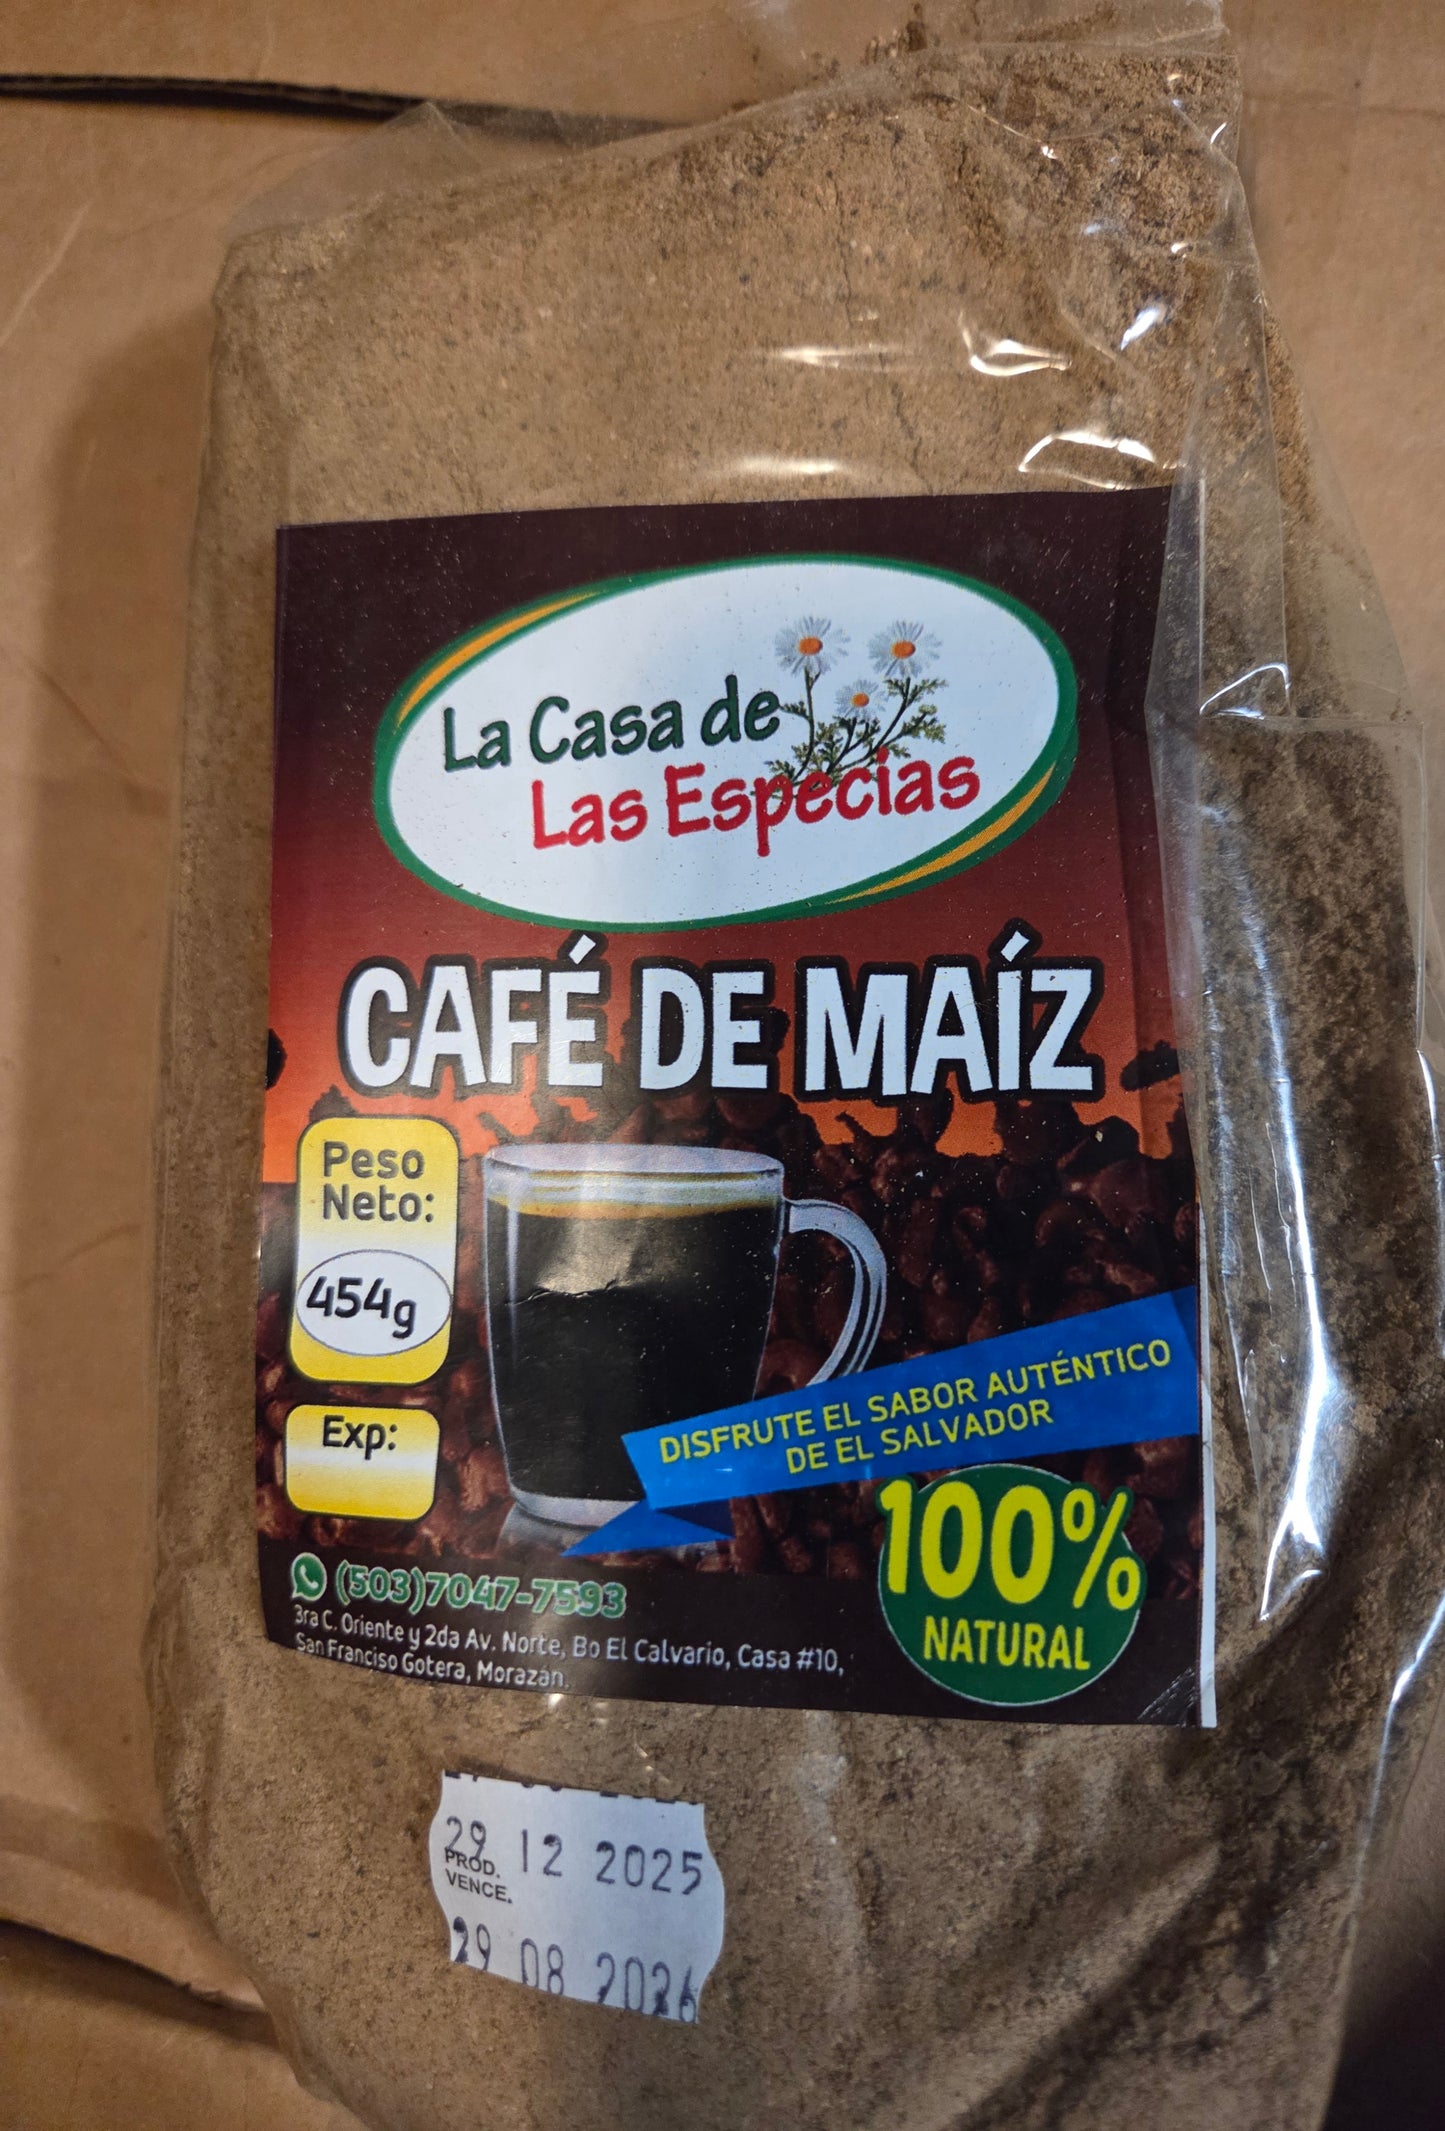 La Casa de
Las Especias
CAFÉ DE MAÍZ
Peso
Neto:
454g
Exp:
DISFRUTE EL SABOR AUTÉNTICO
DE EL SALVADOR
100%
NATURAL
(503)7047-7593
3ra C. Oriente y 2da Av. Norte, Bo El Calvario, Casa #10,
San Franciso Gotera, Morazán.
29 12 2025
PROD.
VENCE.
29 08 2026